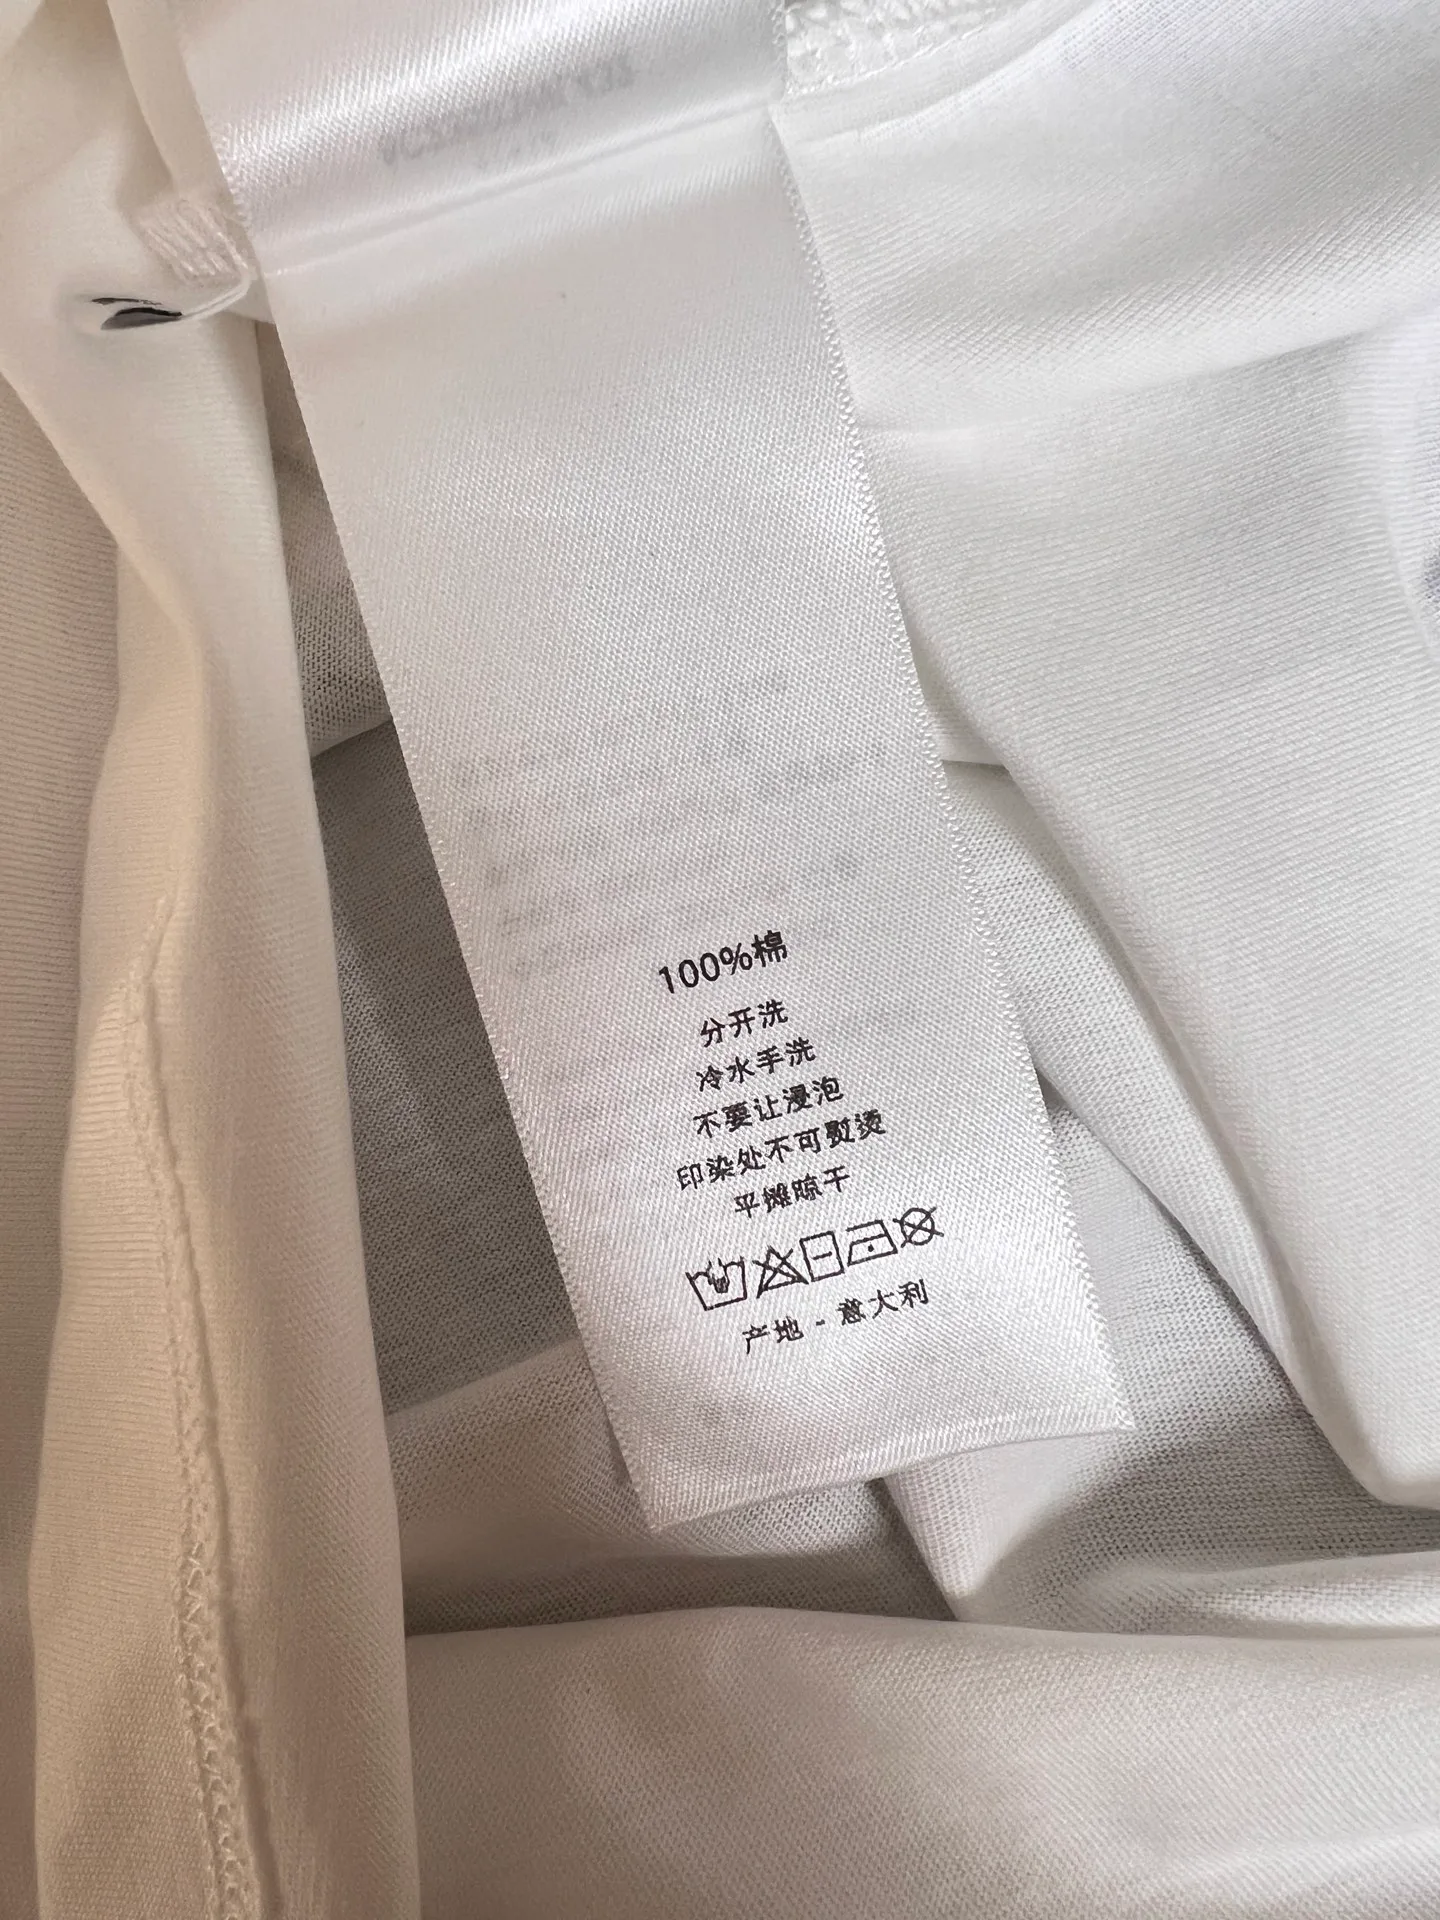 100%棉
分开洗
冷水手洗
不要让浸泡
印染处不可熨烫
平摊晾干
产地 - 意大利